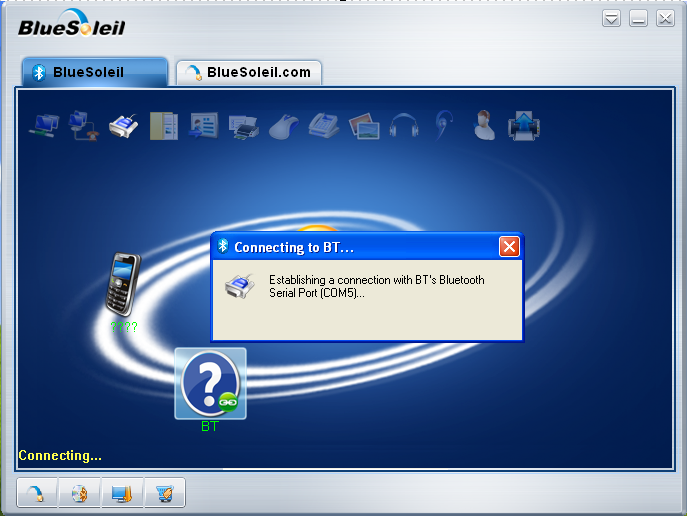 BlueSoleil
BlueSoleil
BlueSoleil.com
Connecting to BT...
Establishing a connection with BT's Bluetooth
Serial Port (COM5)...
????
BT
Connecting...